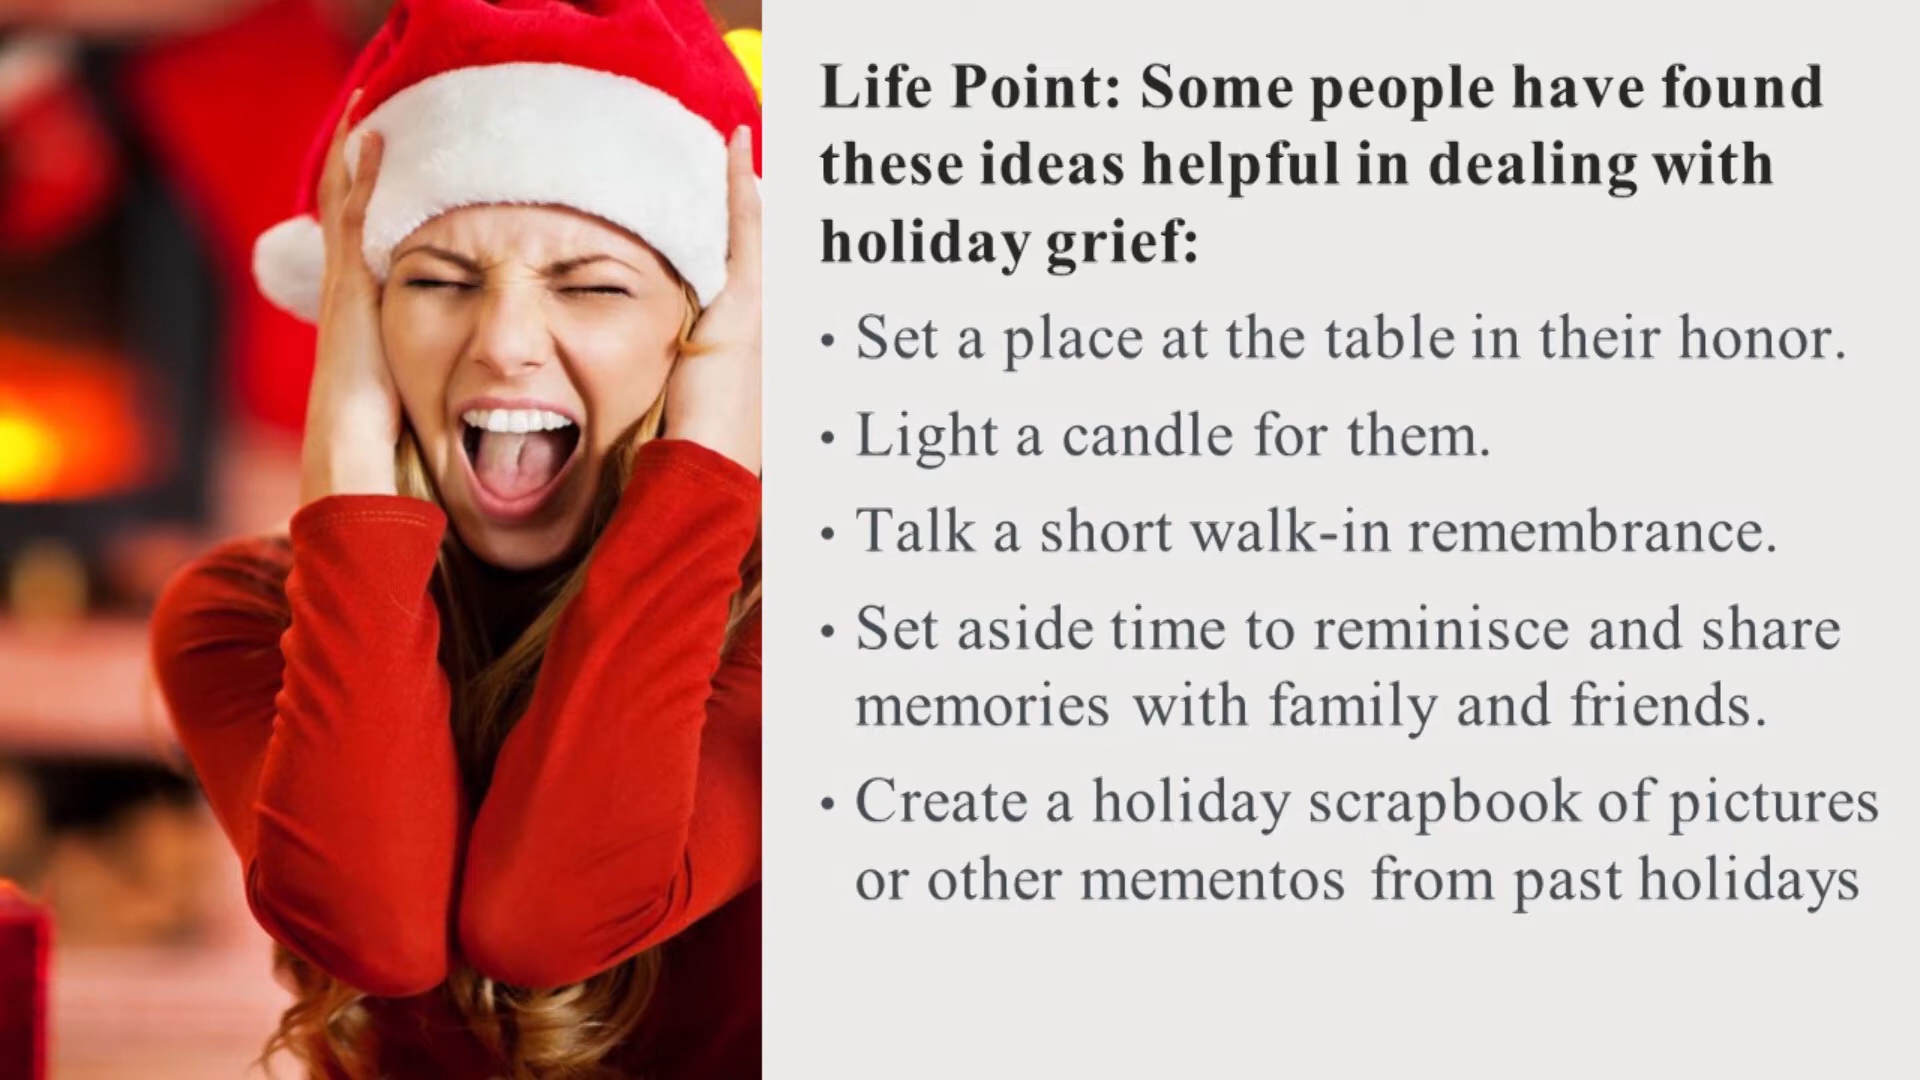 Life Point: Some people have found
these ideas helpful in dealing with
holiday grief:
• Set a place at the table in their honor.
• Light a candle for them.
• Talk a short walk-in remembrance.
• Set aside time to reminisce and share
memories with family and friends.
• Create a holiday scrapbook of pictures
or other mementos from past holidays